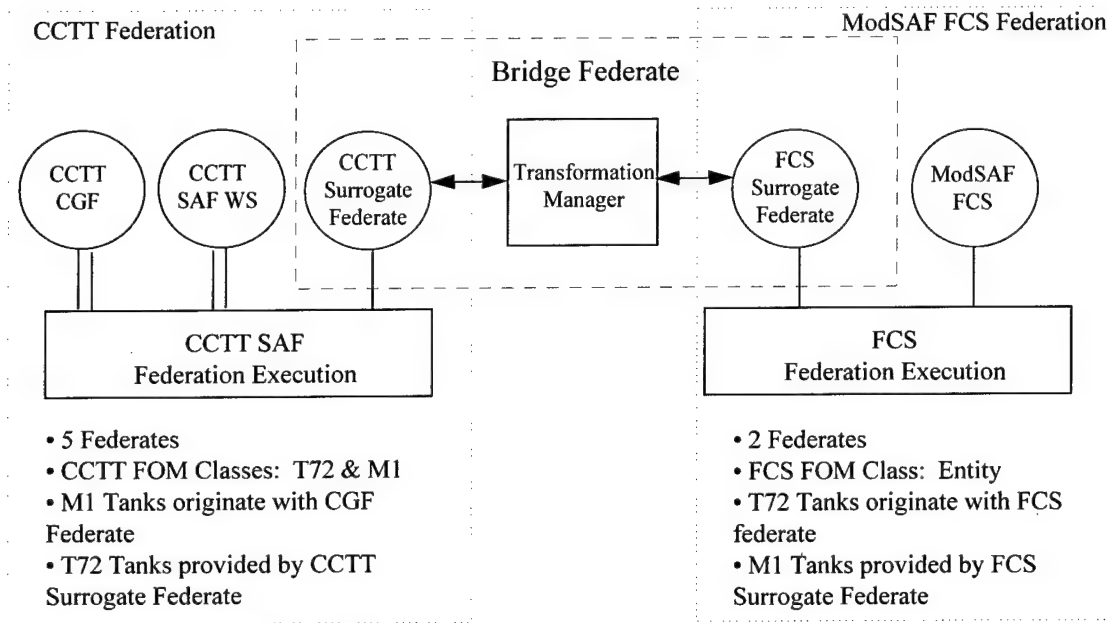 CCTT Federation
ModSAF FCS Federation
Bridge Federate
CCTT
CGF
CCTT
SAF WS
CCTT
Surrogate
Federate
Transformation
Manager
FCS
Surrogate
Federate
ModSAF
FCS
CCTT SAF
Federation Execution
FCS
Federation Execution
• 5 Federates
• CCTT FOM Classes: T72 & M1
• M1 Tanks originate with CGF
Federate
• T72 Tanks provided by CCTT
Surrogate Federate
• 2 Federates
• FCS FOM Class: Entity
• T72 Tanks originate with FCS
federate
• M1 Tanks provided by FCS
Surrogate Federate